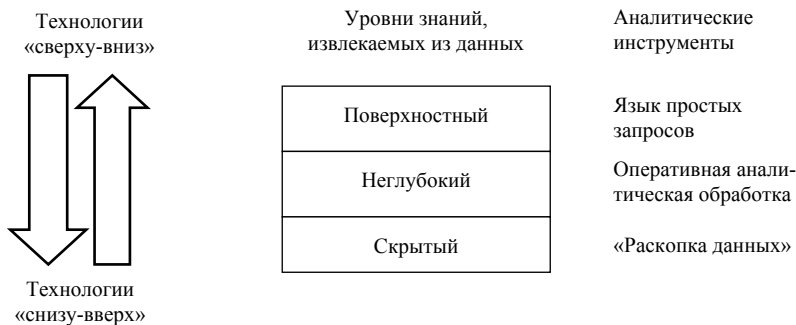 Технологии
«сверху-вниз»
Уровни знаний,
извлекаемых из данных
Аналитические
инструменты
Поверхностный
Язык простых
запросов
Неглубокий
Оперативная анали-
тическая обработка
Скрытый
«Раскопка данных»
Технологии
«снизу-вверх»